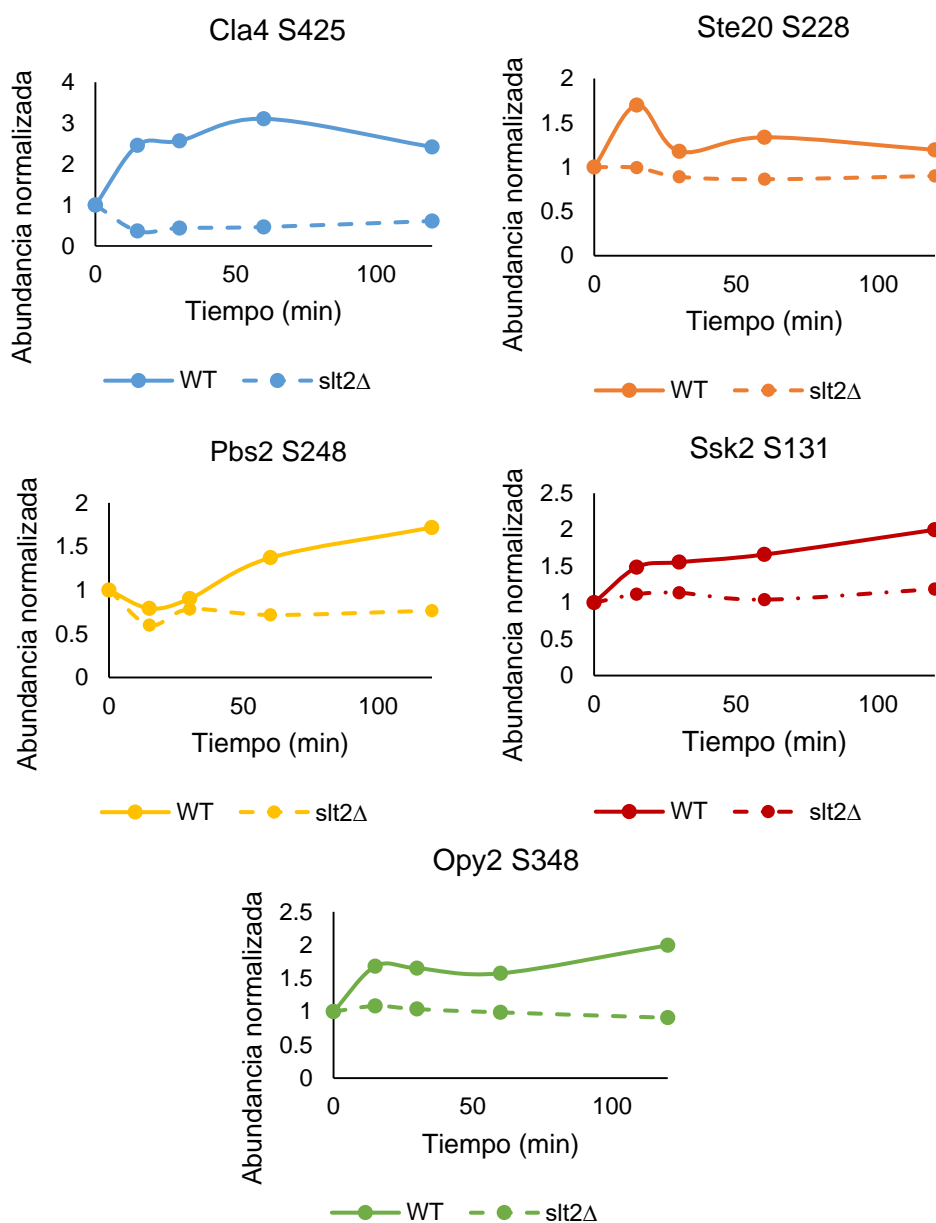 Cla4 S425
Abundancia normalizada
4
3
2
1
0
0 50 100
Tiempo (min)
WT slt2Δ
Ste20 S228
Abundancia normalizada
2
1.5
1
0.5
0
0 50 100
Tiempo (min)
WT slt2Δ
Pbs2 S248
Abundancia normalizada
2
1.5
1
0.5
0
0 50 100
Tiempo (min)
WT slt2Δ
Ssk2 S131
Abundancia normalizada
2.5
2
1.5
1
0.5
0
0 50 100
Tiempo (min)
WT slt2Δ
Opy2 S348
Abundancia normalizada
2.5
2
1.5
1
0.5
0
0 50 100
Tiempo (min)
WT slt2Δ